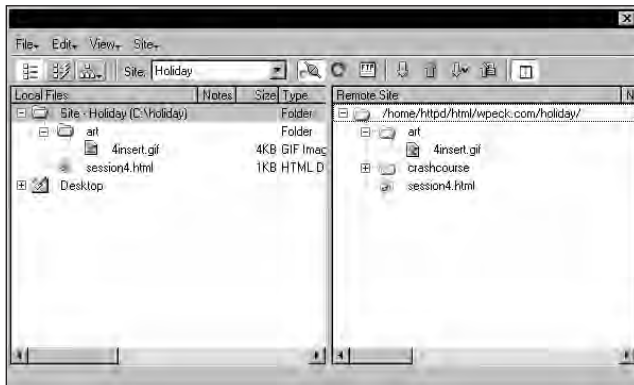 File Edit View Site
Site: Holiday
Local Files Notes Size Type
Site - Holiday (C:\holiday) Folder
art Folder
4insert.gif 4KB GIF Imag
session4.html 1KB HTML D
Desktop
Remote Site N
/home/httpd/html/wpeck.com/holiday/
art
4insert.gif
crashcourse
session4.html